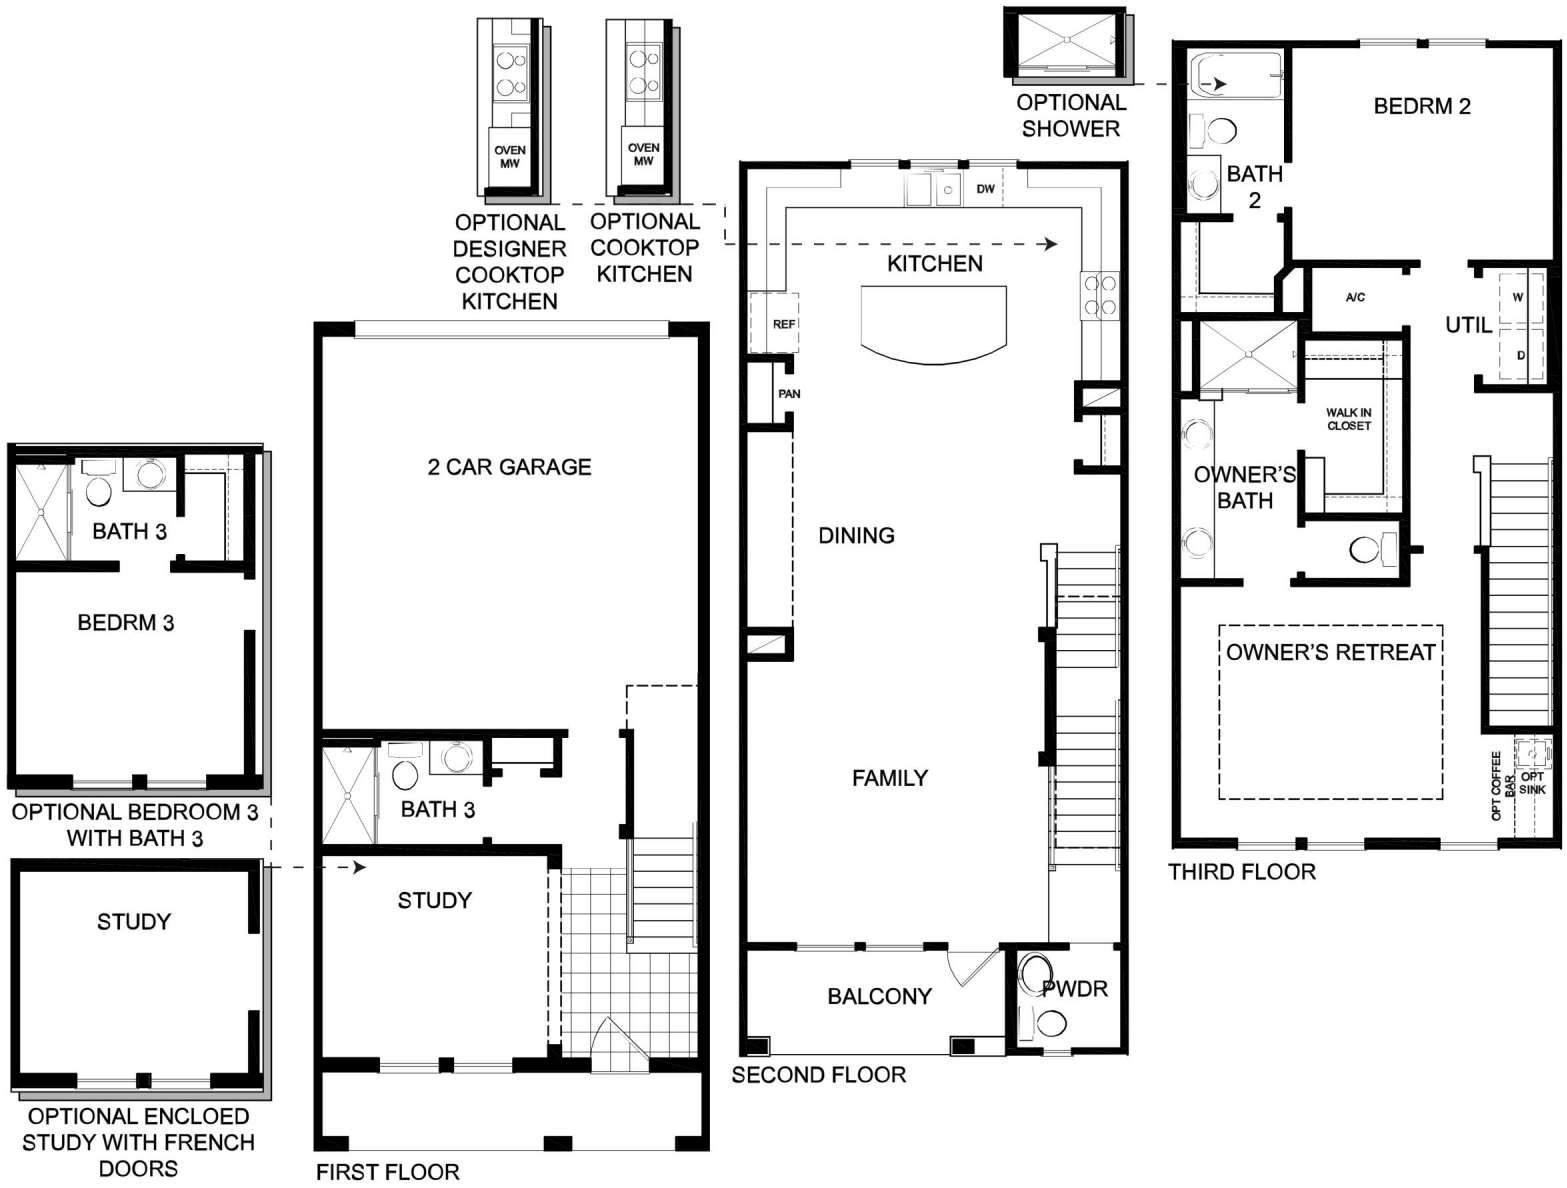 OVEN
MW
OPTIONAL
DESIGNER
COOKTOP
KITCHEN
OVEN
MW
OPTIONAL
COOKTOP
KITCHEN
OPTIONAL
SHOWER
2 CAR GARAGE
BATH 3
STUDY
FIRST FLOOR
BATH 3
BEDRM 3
OPTIONAL BEDROOM 3
WITH BATH 3
STUDY
OPTIONAL ENCLOED
STUDY WITH FRENCH
DOORS
DW
KITCHEN
REF
PAN
DINING
FAMILY
BALCONY
PWDR
SECOND FLOOR
BEDRM 2
BATH
2
A/C
W
UTIL
D
WALK IN
CLOSET
OWNER'S
BATH
OWNER'S RETREAT
OPT COFFEE
BAR
OPT
SINK
THIRD FLOOR